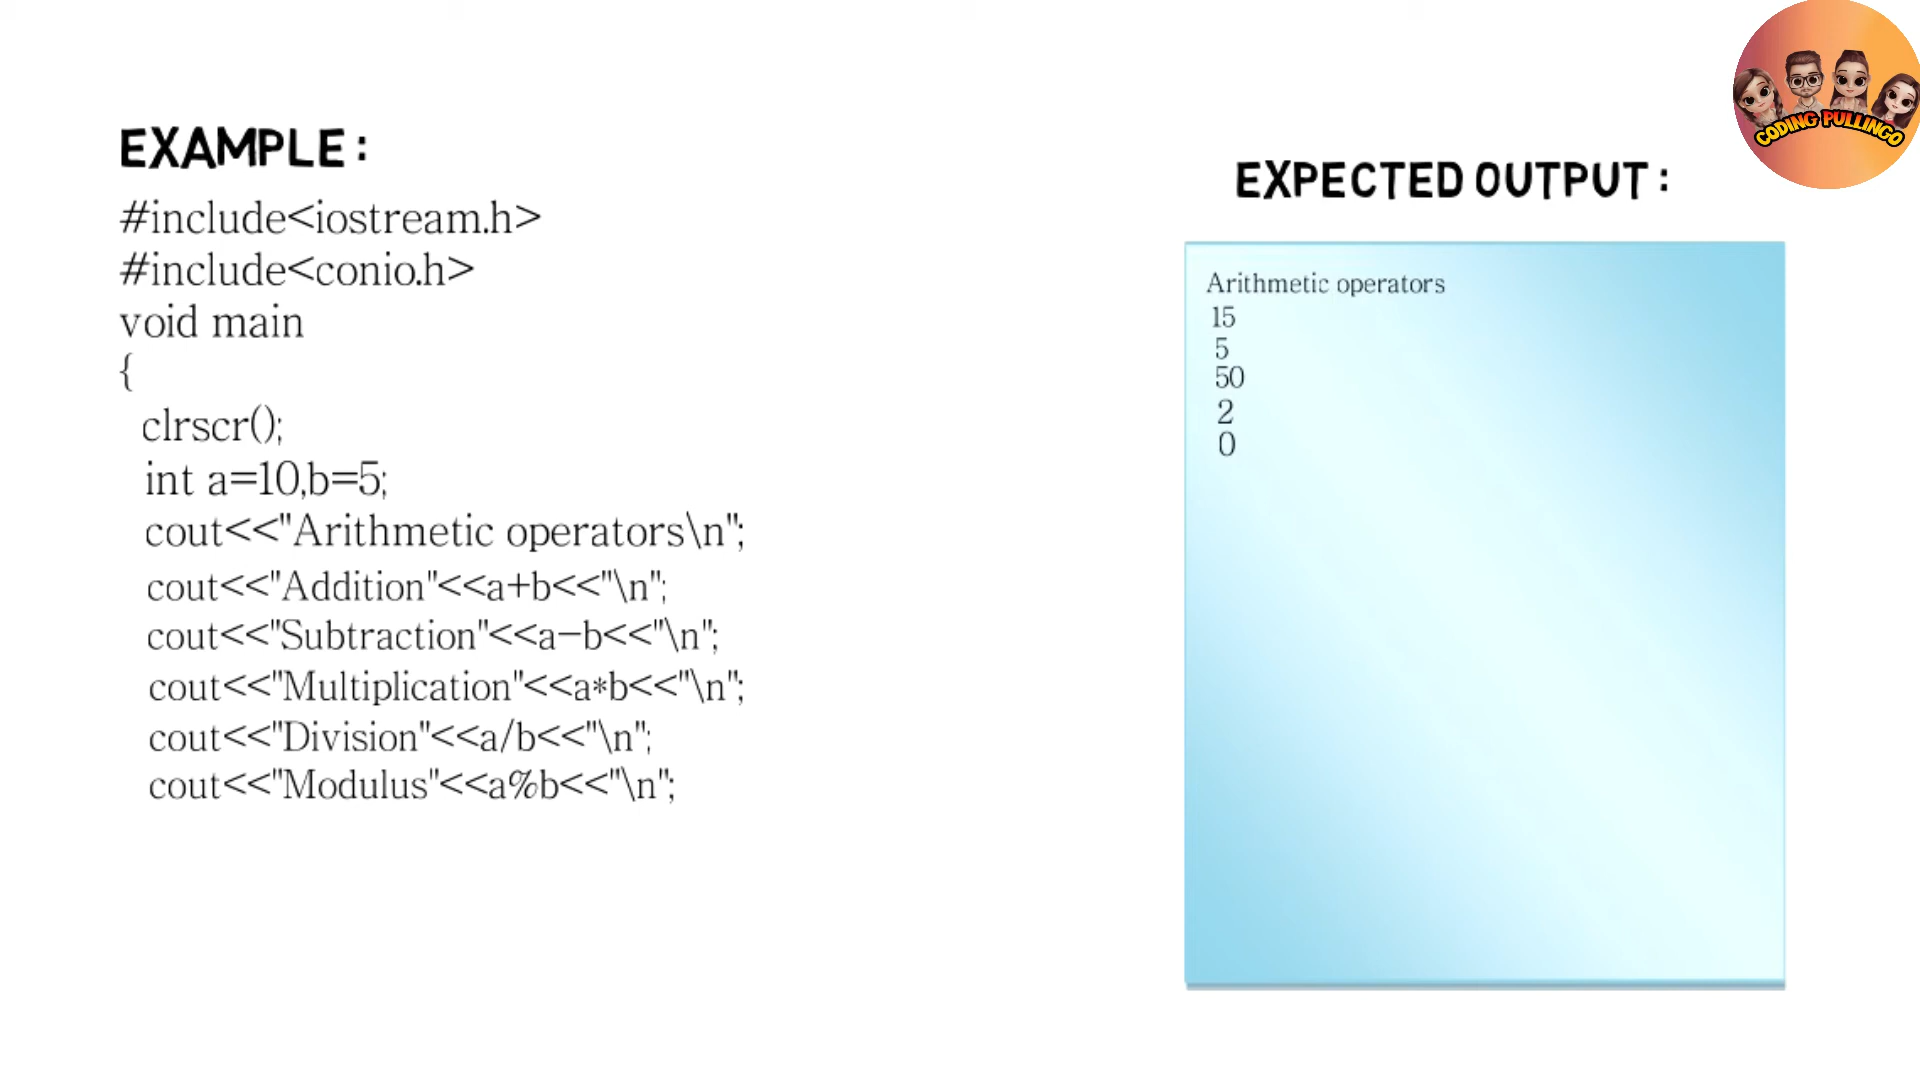 CODING PULLINGO
EXAMPLE :
#include<iostream.h>
#include<conio.h>
void main
{
clrscr();
int a=10,b=5;
cout<<"Arithmetic operators\n";
cout<<"Addition"<<a+b<<"\n";
cout<<"Subtraction"<<a-b<<"\n";
cout<<"Multiplication"<<a*b<<"\n";
cout<<"Division"<<a/b<<"\n";
cout<<"Modulus"<<a%b<<"\n";
EXPECTED OUTPUT :
Arithmetic operators
15
5
50
2
0